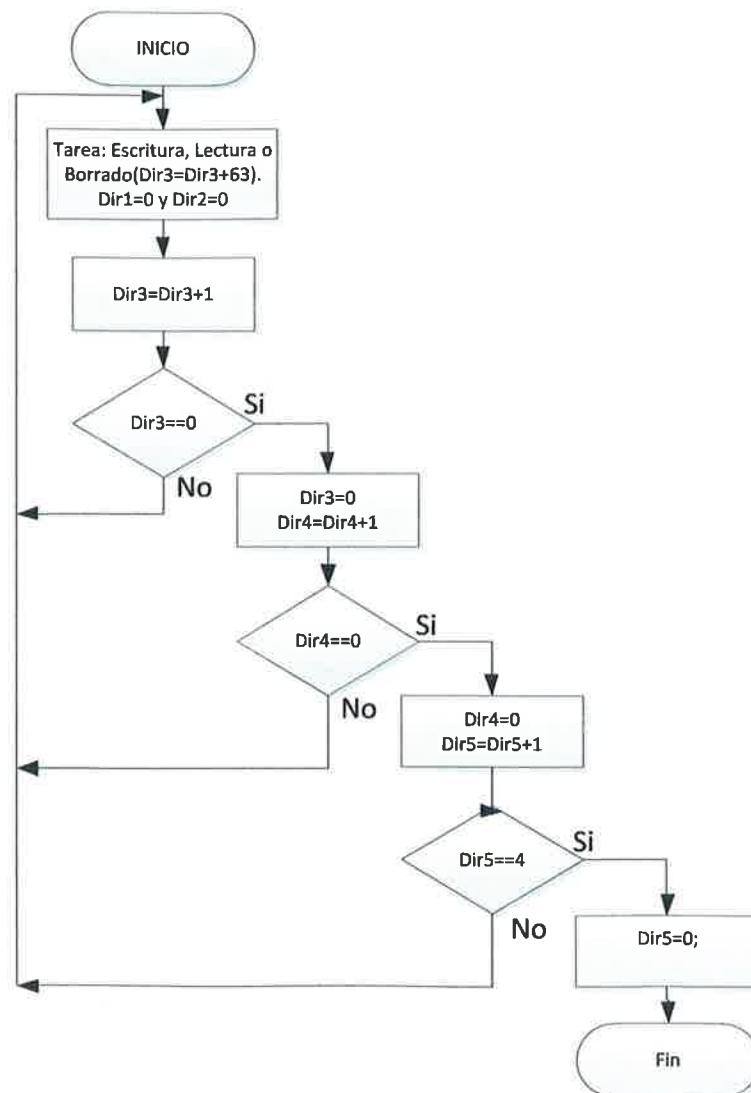 INICIO
Tarea: Escritura, Lectura o
Borrado(Dir3=Dir3+63).
Dir1=0 y Dir2=0
Dir3=Dir3+1
Dir3==0
Si
No
Dir3=0
Dir4=Dir4+1
Dir4==0
Si
No
Dir4=0
Dir5=Dir5+1
Dir5==4
Si
No
Dir5=0;
Fin